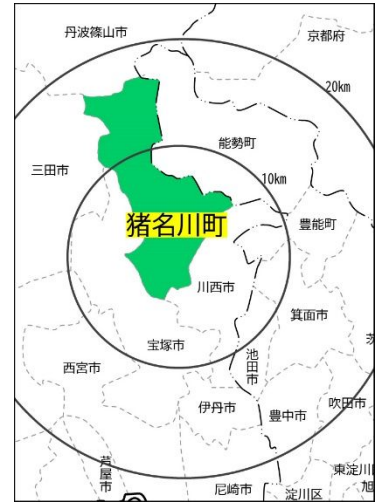 丹波篠山市
京都府
20km
能勢町
三田市
10km
豊能町
猪名川町
川西市
箕面市
宝塚市
茨
西宮市
池田市
伊丹市
豊中市
吹田市
芦屋市
東淀川
旭
尼崎市
淀川区